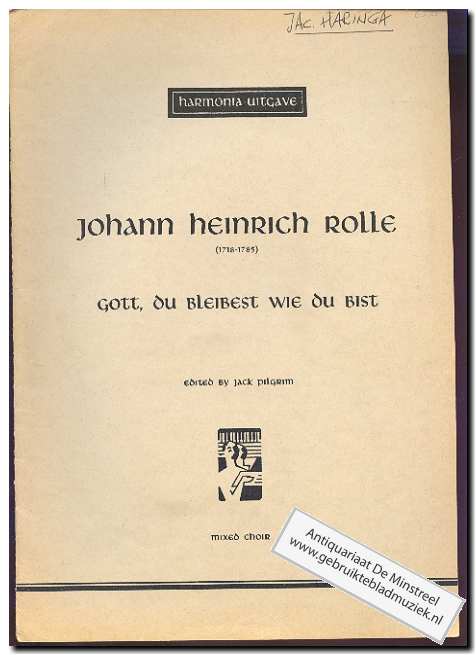 JAC. HARINGA
harmonia-uitgave
Johann Heinrich Rolle
(1718-1785)
Gott, du bleibest wie du bist
edited by jack pilgrim
mixed choir
Antiquariaat De Minstreel
www.gebruiktebladmuziek.nl